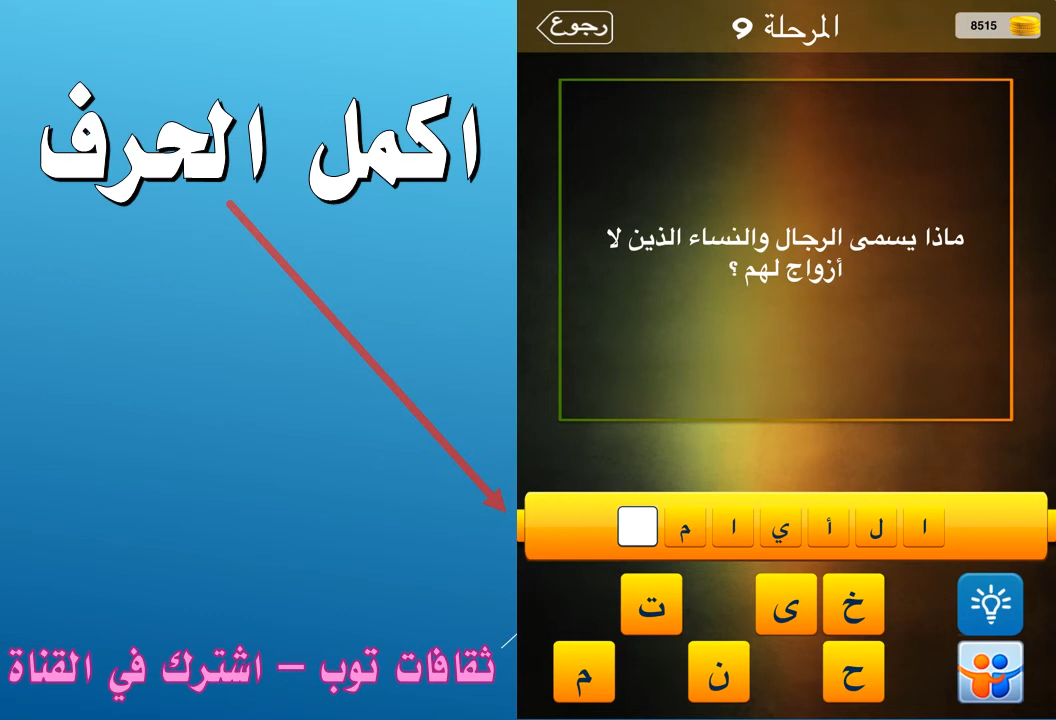 اكمل الحرف
ثقافات توب – اشترك في القناة
رجوع
المرحلة 9
8515
ماذا يسمى الرجال والنساء الذين لا
أزواج لهم ؟
ا ل أ ي ا م
خ ى ت
ح ن م